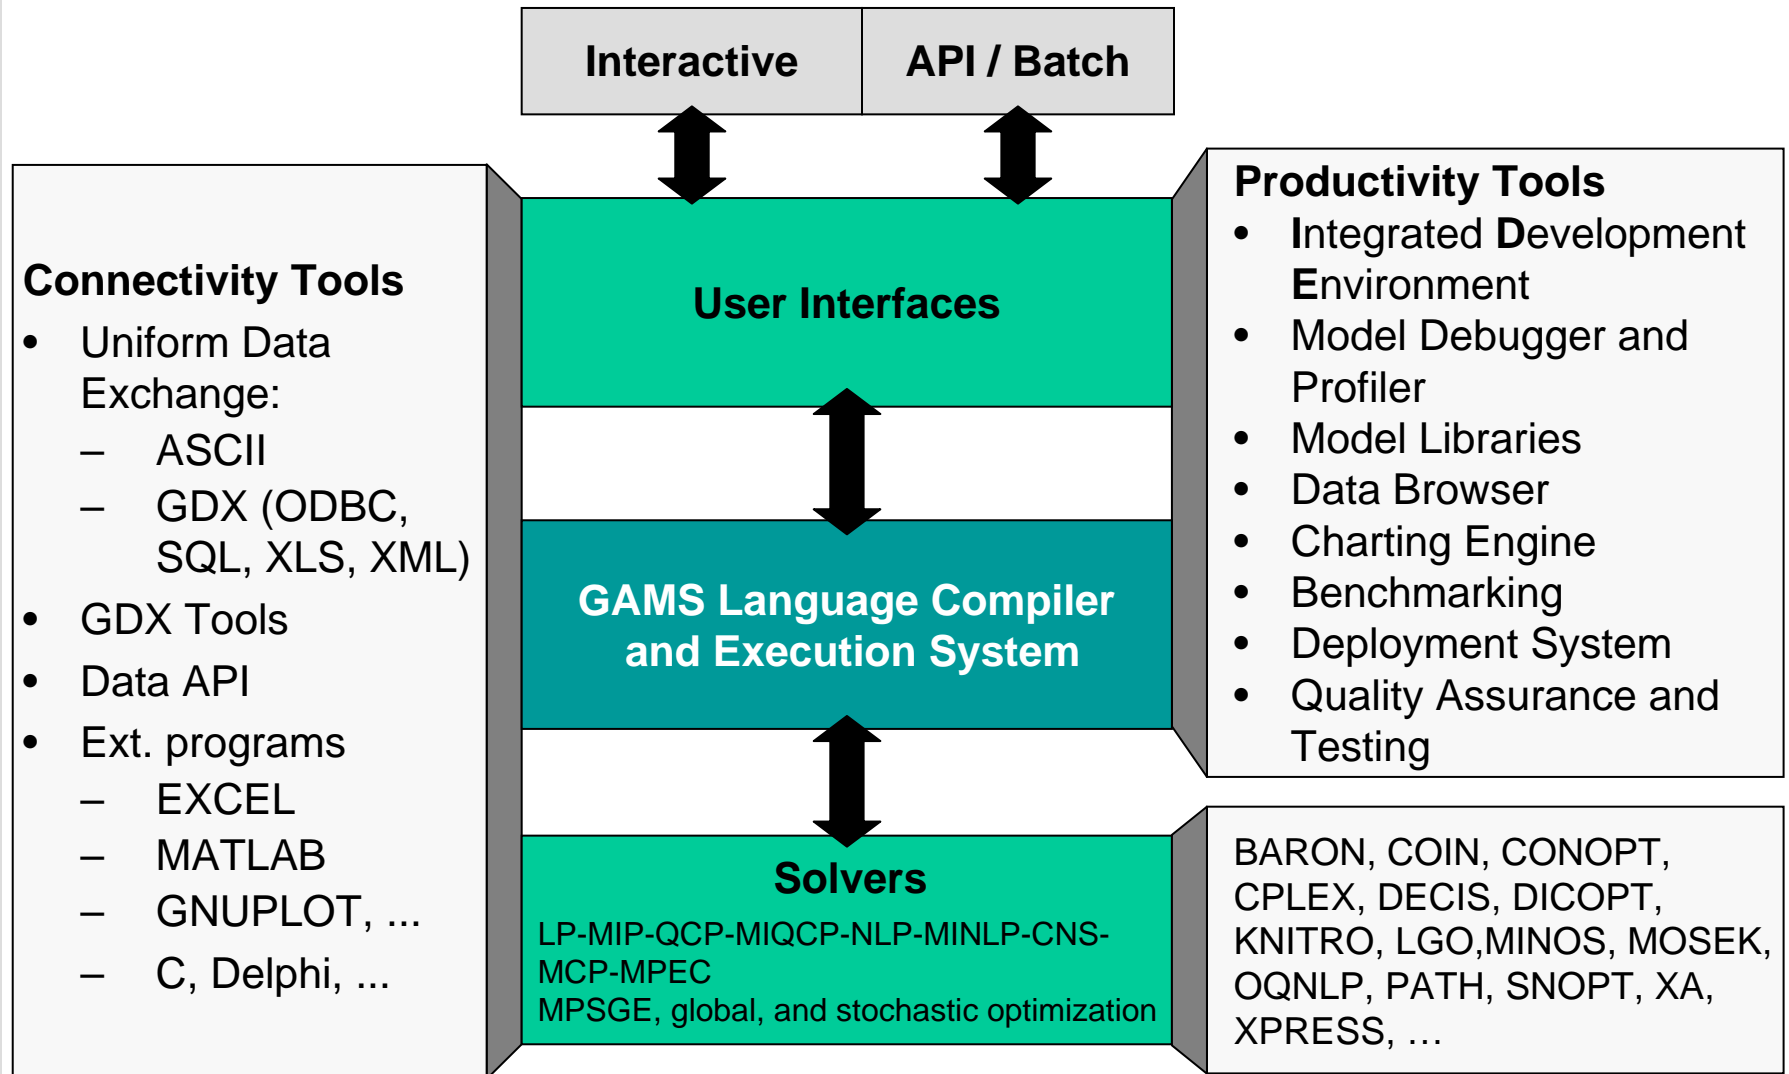 Interactive
API / Batch
Connectivity Tools
• Uniform Data
Exchange:
– ASCII
– GDX (ODBC,
SQL, XLS, XML)
• GDX Tools
• Data API
• Ext. programs
– EXCEL
– MATLAB
– GNUPLOT, ...
– C, Delphi, ...
User Interfaces
GAMS Language Compiler
and Execution System
Solvers
LP-MIP-QCP-MIQCP-NLP-MINLP-CNS-
MCP-MPEC
MPSGE, global, and stochastic optimization
Productivity Tools
• Integrated Development
Environment
• Model Debugger and
Profiler
• Model Libraries
• Data Browser
• Charting Engine
• Benchmarking
• Deployment System
• Quality Assurance and
Testing
BARON, COIN, CONOPT,
CPLEX, DECIS, DICOPT,
KNITRO, LGO,MINOS, MOSEK,
OQNLP, PATH, SNOPT, XA,
XPRESS, …